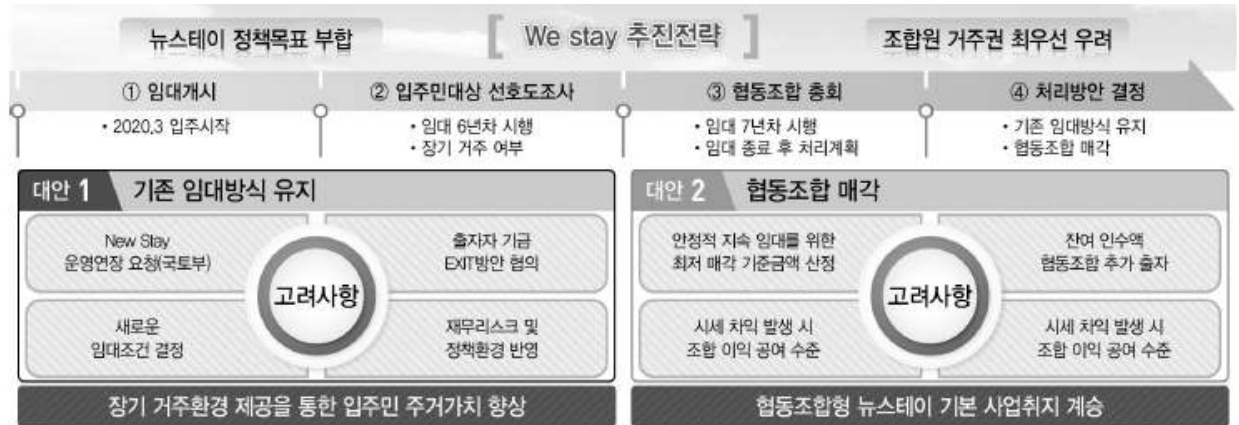 뉴스테이 정책목표 부합
[ We stay 추진전략 ]
조합원 거주권 최우선 우려
① 임대개시
② 입주민대상 선호도조사
③ 협동조합 총회
④ 처리방안 결정
• 2020.3 입주시작
• 임대 6년차 시행
• 장기 거주 여부
• 임대 7년차 시행
• 임대 종료 후 처리계획
• 기존 임대방식 유지
• 협동조합 매각
대안 1 기존 임대방식 유지
New Stay
운영연장 요청(국토부)
출자자 기금
EXIT방안 협의
고려사항
새로운
임대조건 결정
재무리스크 및
정책환경 반영
장기 거주환경 제공을 통한 입주민 주거가치 향상
대안 2 협동조합 매각
안정적 지속 임대를 위한
최저 매각 기준금액 산정
잔여 인수액
협동조합 추가 출자
고려사항
시세 차익 발생 시
조합 이익 공여 수준
시세 차익 발생 시
조합 이익 공여 수준
협동조합형 뉴스테이 기본 사업취지 계승